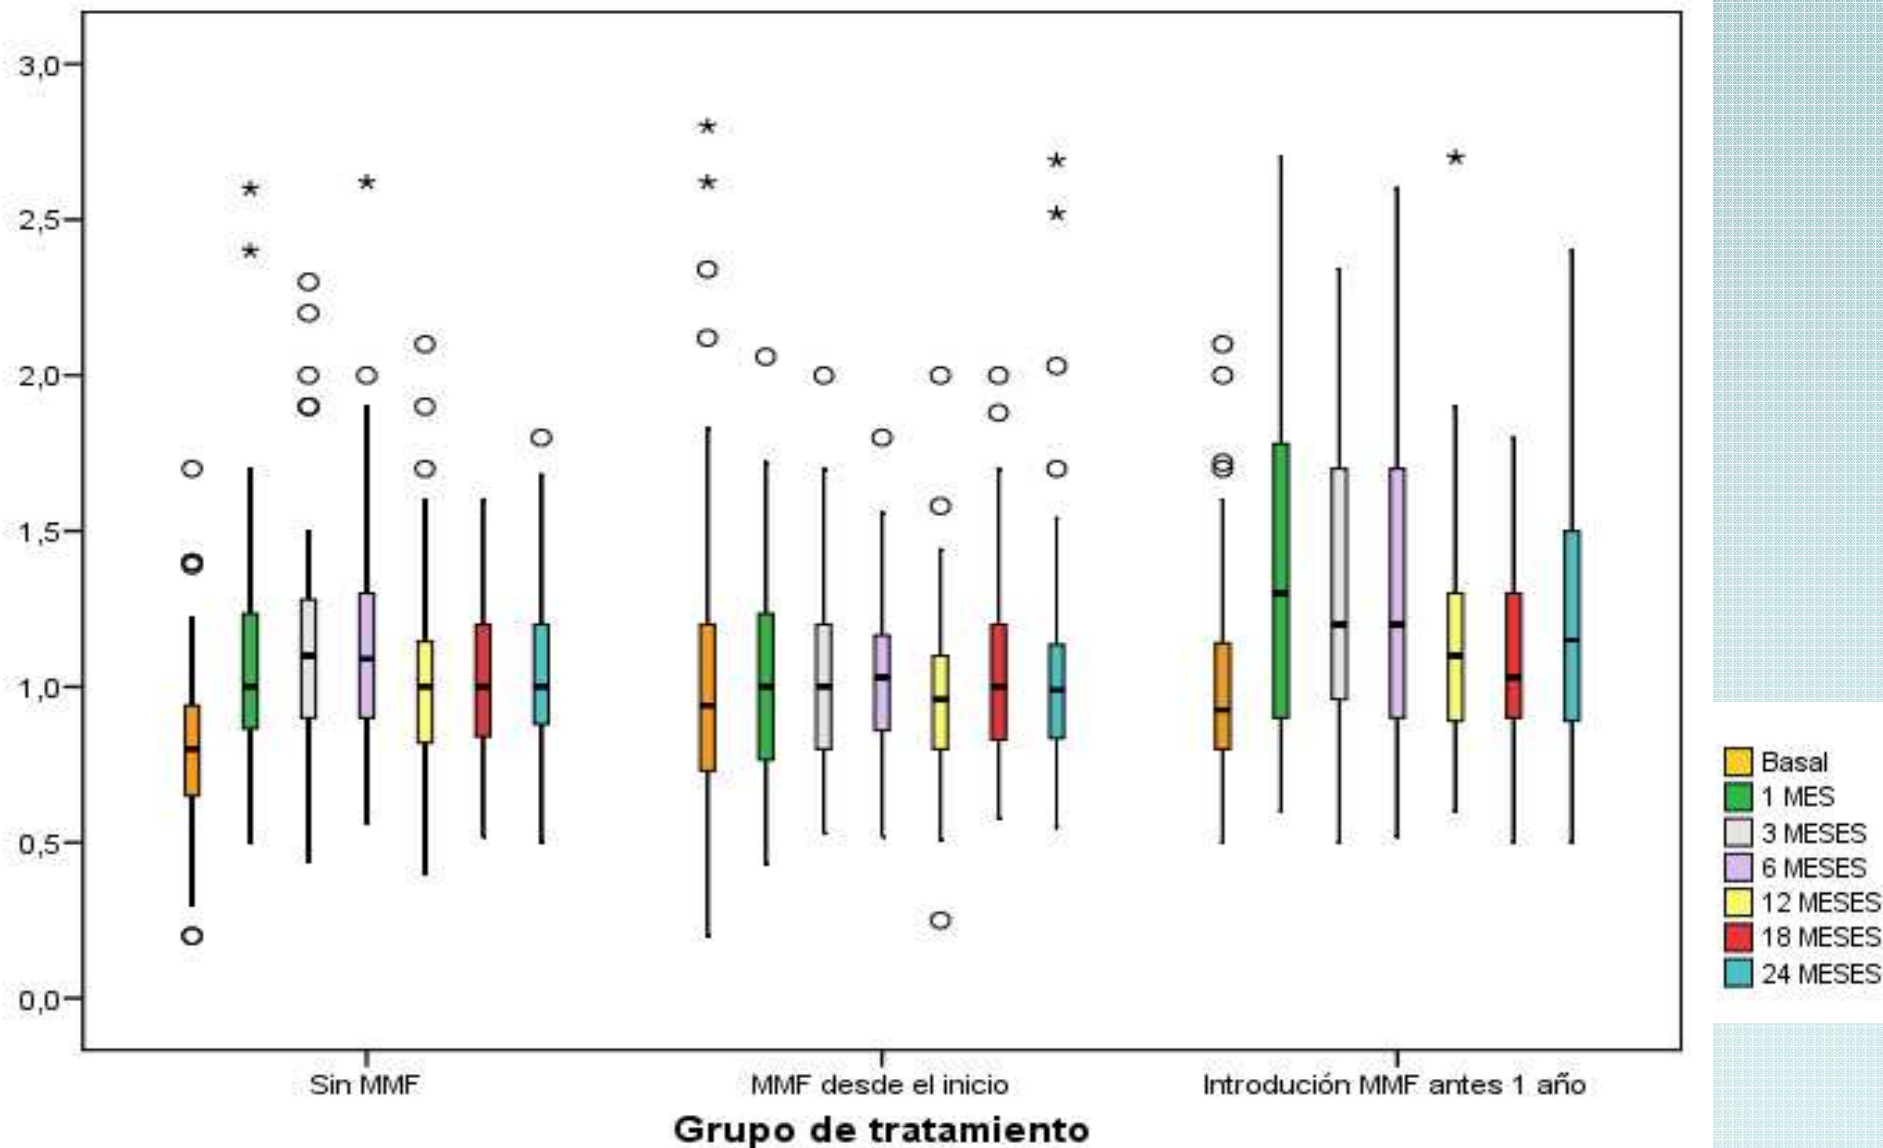 3,0
2,5
2,0
1,5
1,0
0,5
0,0
Sin MMF
MMF desde el inicio
Introdución MMF antes 1 año
Grupo de tratamiento
Basal
1 MES
3 MESES
6 MESES
12 MESES
18 MESES
24 MESES